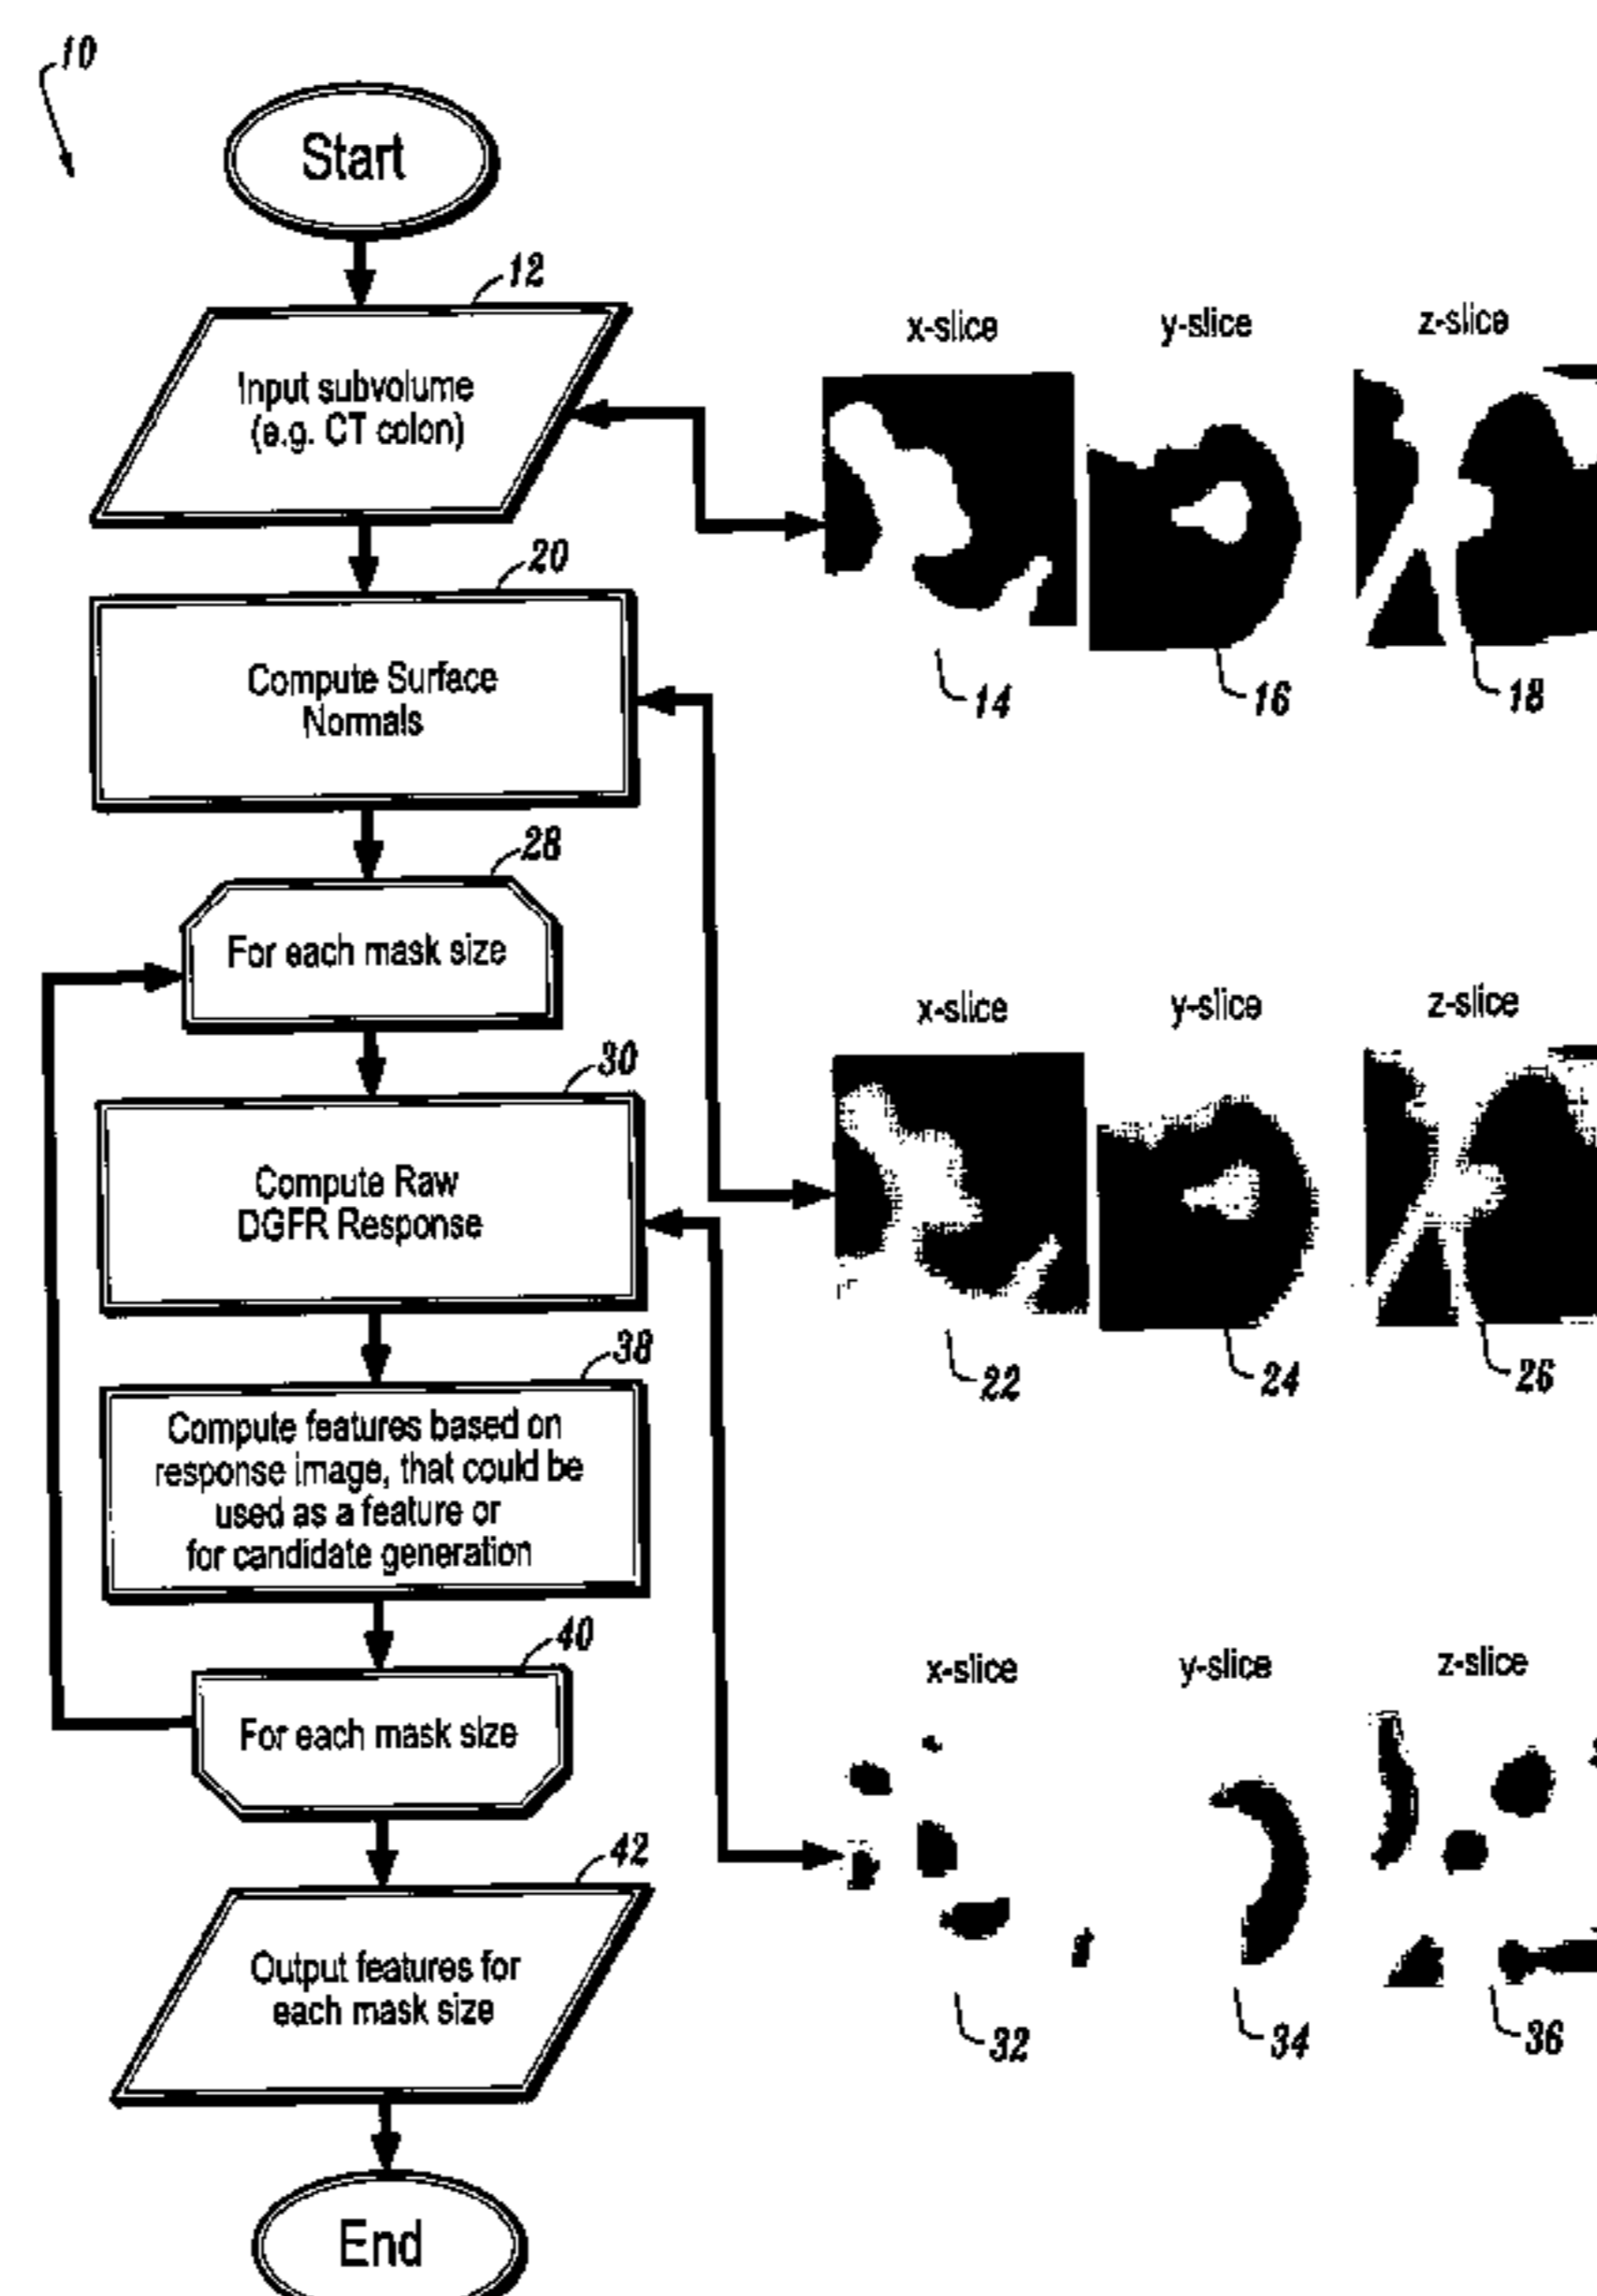 10
Start
12
Input subvolume
(e.g. CT colon)
x-slice
y-slice
z-slice
14
16
18
20
Compute Surface
Normals
28
For each mask size
x-slice
y-slice
z-slice
22
24
26
30
Compute Raw
DGFR Response
38
Compute features based on
response image, that could be
used as a feature or
for candidate generation
40
For each mask size
x-slice
y-slice
z-slice
32
34
36
42
Output features for
each mask size
End